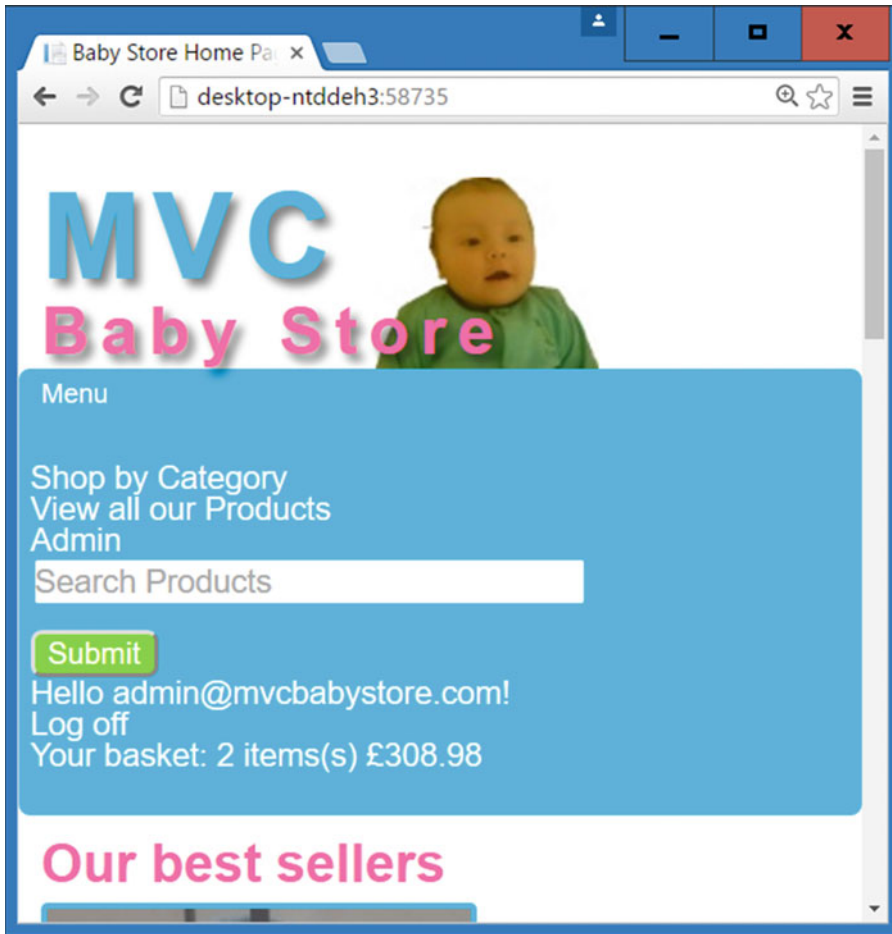 Baby Store Home Pa
desktop-ntddeh3:58735
MVC
Baby Store
Menu
Shop by Category
View all our Products
Admin
Search Products
Submit
Hello admin@mvcbabystore.com!
Log off
Your basket: 2 items(s) £308.98
Our best sellers